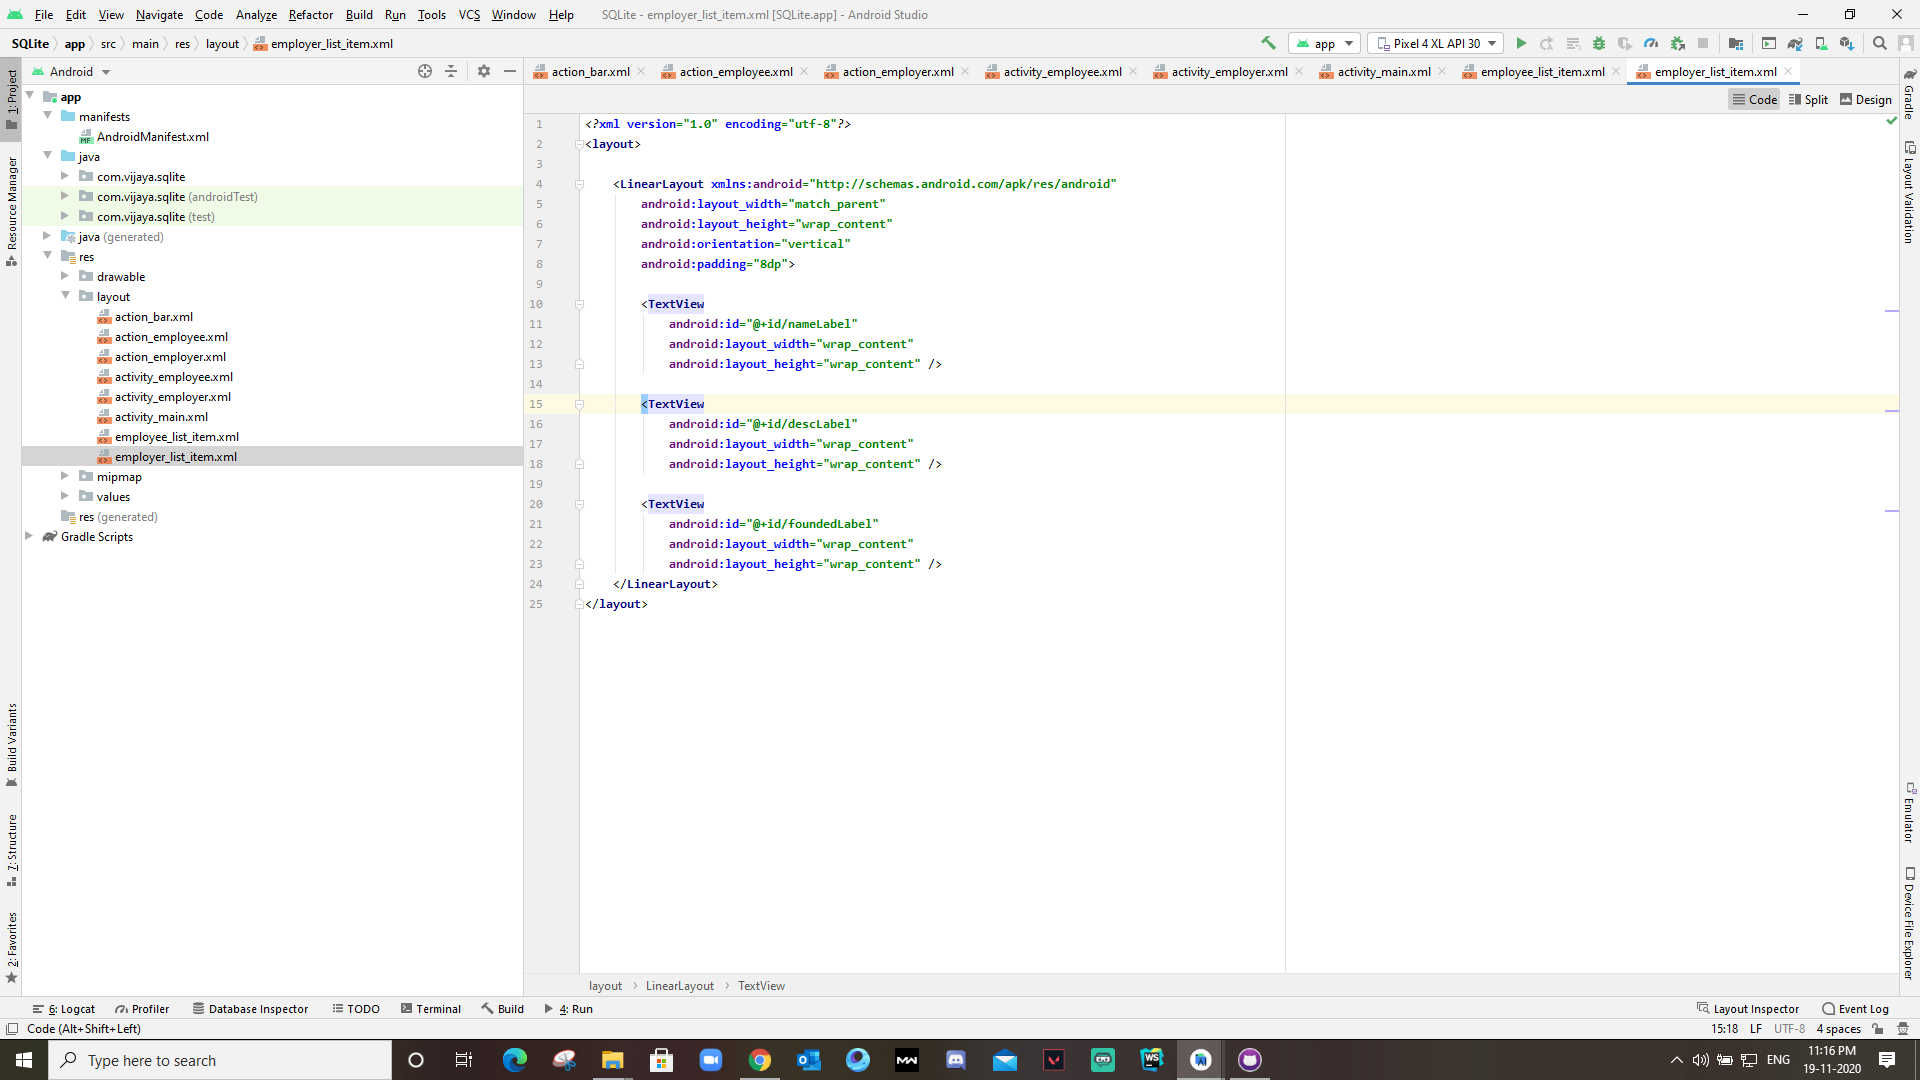 File Edit View Navigate Code Analyze Refactor Build Run Tools VCS Window Help SQLite - employer_list_item.xml [SQLite.app] - Android Studio
SQLite app src main res layout employer_list_item.xml app Pixel 4 XL API 30
Android
action_bar.xml action_employee.xml action_employer.xml activity_employee.xml activity_employer.xml activity_main.xml employee_list_item.xml employer_list_item.xml
Code Split Design
1: Project
Resource Manager
Build Variants
7: Structure
2: Favorites
app
manifests
AndroidManifest.xml
java
com.vijaya.sqlite
com.vijaya.sqlite (androidTest)
com.vijaya.sqlite (test)
java (generated)
res
drawable
layout
action_bar.xml
action_employee.xml
action_employer.xml
activity_employee.xml
activity_employer.xml
activity_main.xml
employee_list_item.xml
employer_list_item.xml
mipmap
values
res (generated)
Gradle Scripts
1 <?xml version="1.0" encoding="utf-8"?>
2 <layout>
3
4 <LinearLayout xmlns:android="http://schemas.android.com/apk/res/android"
5 android:layout_width="match_parent"
6 android:layout_height="wrap_content"
7 android:orientation="vertical"
8 android:padding="8dp">
9
10 <TextView
11 android:id="@+id/nameLabel"
12 android:layout_width="wrap_content"
13 android:layout_height="wrap_content" />
14
15 <TextView
16 android:id="@+id/descLabel"
17 android:layout_width="wrap_content"
18 android:layout_height="wrap_content" />
19
20 <TextView
21 android:id="@+id/foundedLabel"
22 android:layout_width="wrap_content"
23 android:layout_height="wrap_content" />
24 </LinearLayout>
25 </layout>
Gradle
Layout Validation
Emulator
Device File Explorer
layout LinearLayout TextView
6: Logcat Profiler Database Inspector TODO Terminal Build 4: Run Layout Inspector Event Log
Code (Alt+Shift+Left) 15:18 LF UTF-8 4 spaces
Type here to search
ENG
11:16 PM
19-11-2020